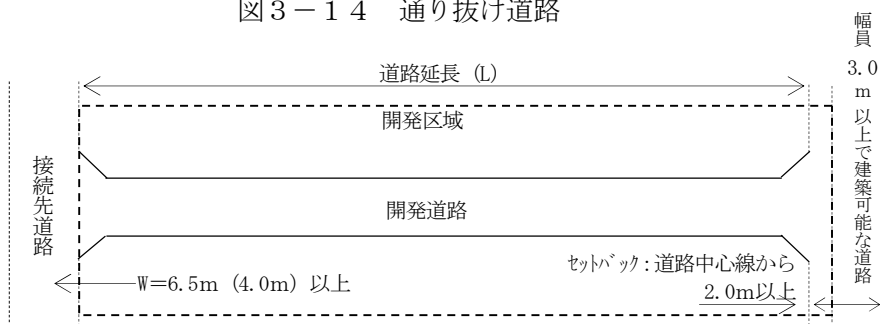 図３－１４　通り抜け道路
道路延長 (L)
開発区域
接続先道路
開発道路
W＝6.5m（4.0m）以上
ｾｯﾄﾊﾞｯｸ：道路中心線から
2.0m以上
幅員3.0m以上で建築可能な道路